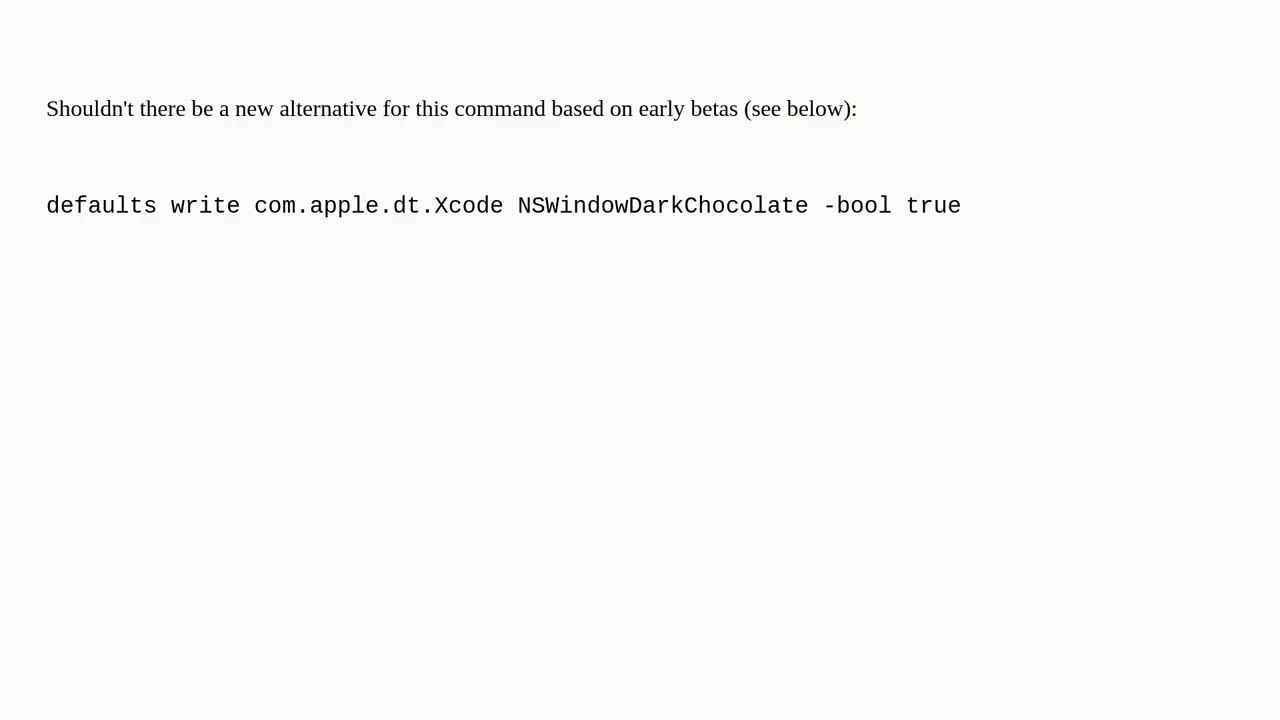 Shouldn't there be a new alternative for this command based on early betas (see below):
defaults write com.apple.dt.Xcode NSWindowDarkChocolate -bool true